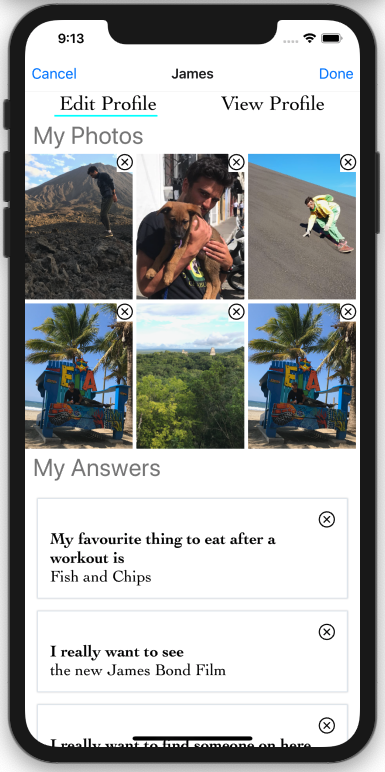 9:13
Cancel
James
Done
Edit Profile
View Profile
My Photos
EiA
EiA
My Answers
My favourite thing to eat after a
workout is
Fish and Chips
I really want to see
the new James Bond Film
I really want to find someone on here